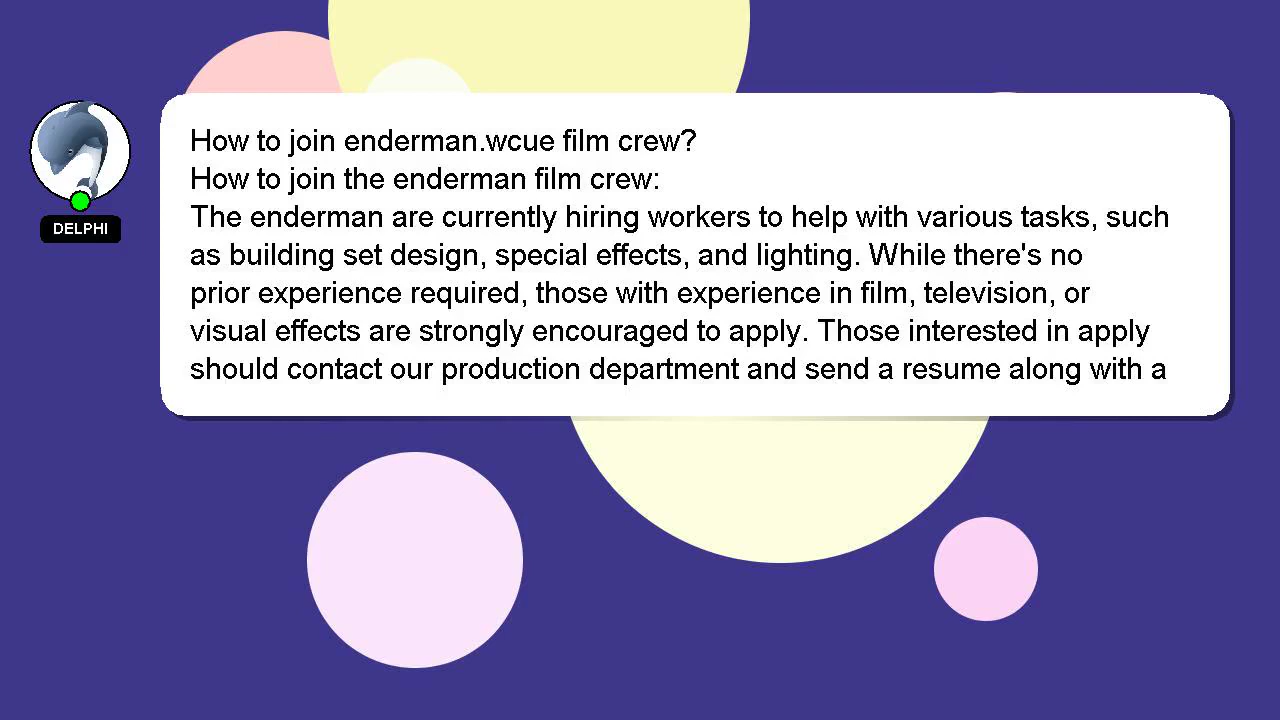 How to join enderman.wcue film crew?
How to join the enderman film crew:
The enderman are currently hiring workers to help with various tasks, such
as building set design, special effects, and lighting. While there's no
prior experience required, those with experience in film, television, or
visual effects are strongly encouraged to apply. Those interested in apply
should contact our production department and send a resume along with a
DELPHI